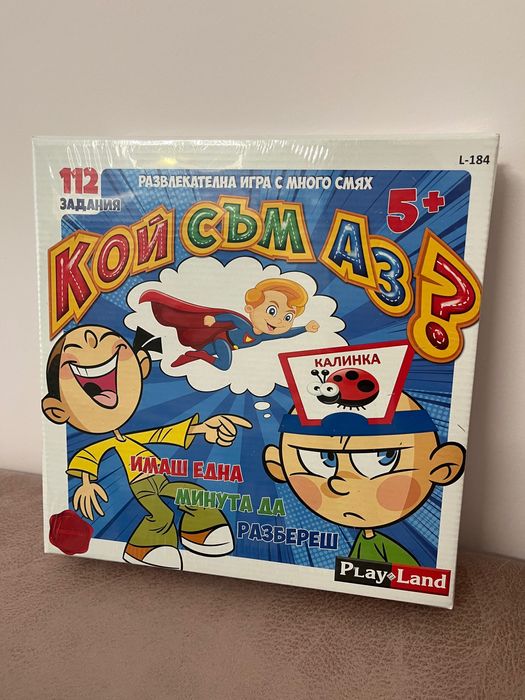 L-184
112
ЗАДАНИЯ
РАЗВЛЕКАТЕЛНА ИГРА С МНОГО СМЯХ
5+
КОЙ СЪМ АЗ?
КАЛИНКА
ИМАШ ЕДНА
МИНУТА ДА
РАЗБЕРЕШ
Play Land